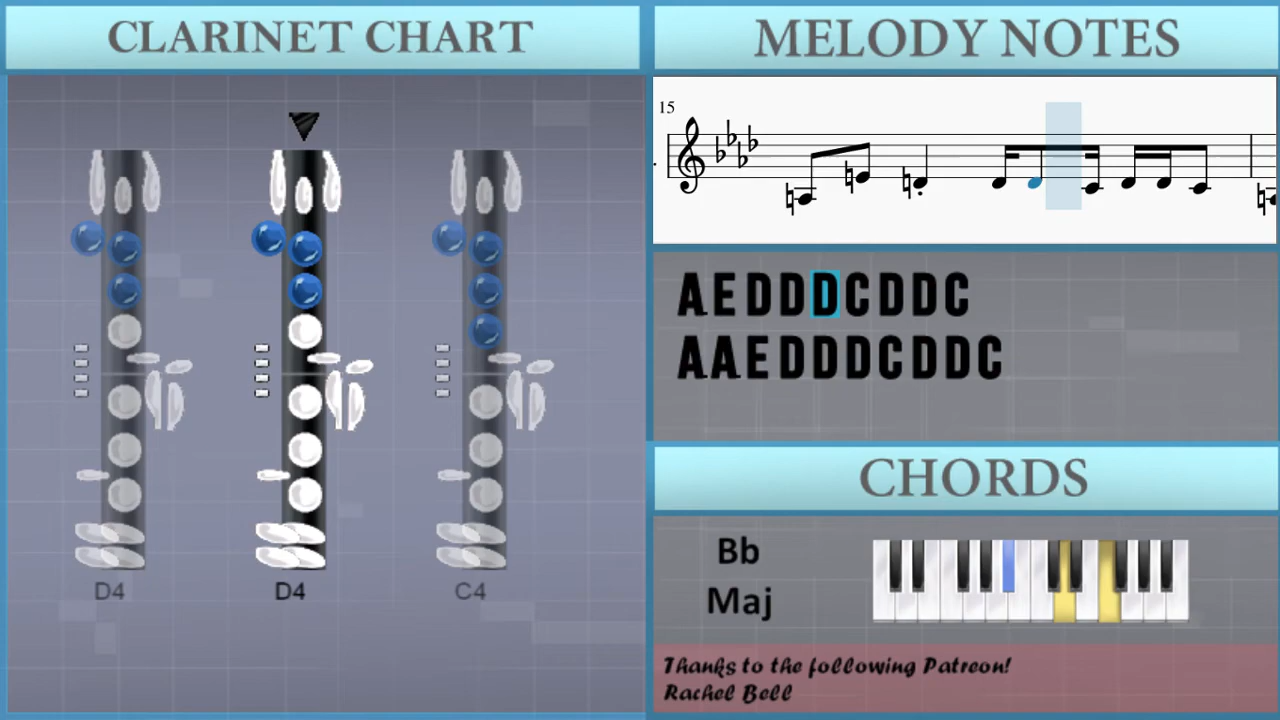 CLARINET CHART
D4
D4
C4
MELODY NOTES
15
AEDDDCDDC
AAEDDDCDDC
CHORDS
Bb
Maj
Thanks to the following Patreon!
Rachel Bell